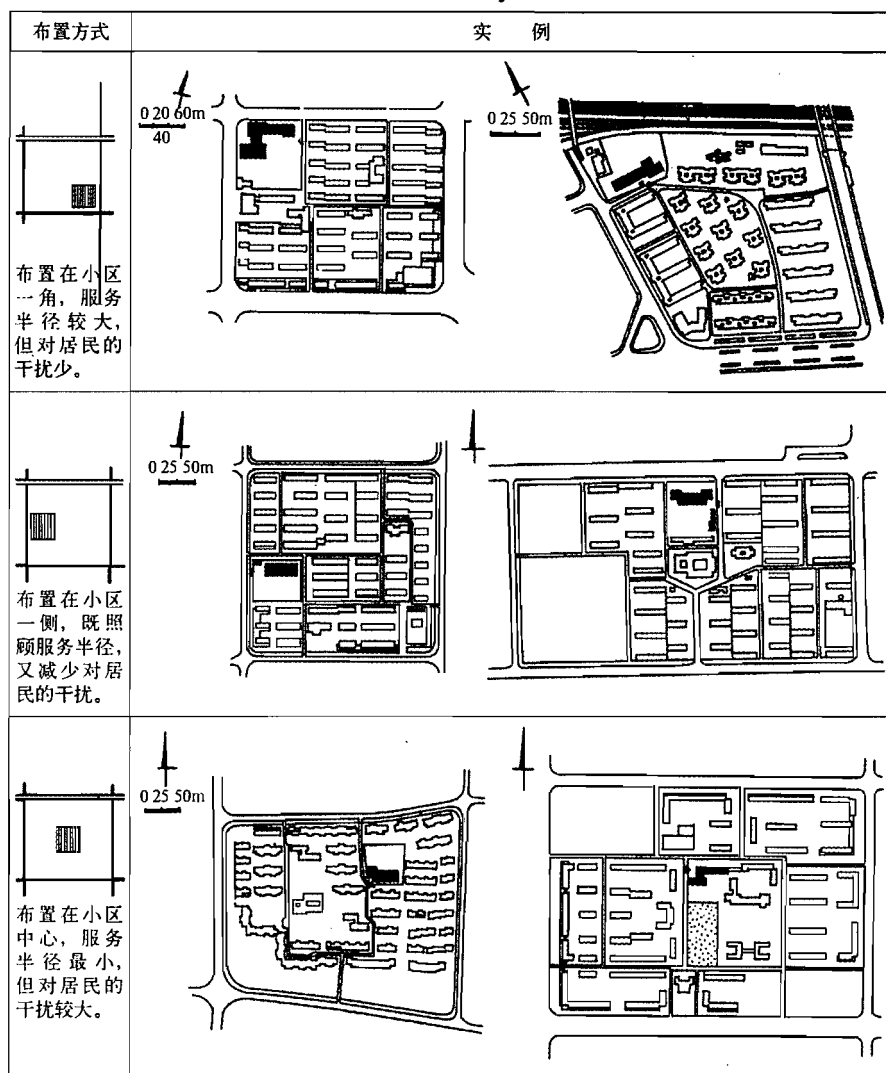 布置方式
实 例
0 20 60m
40
0 25 50m
布置在小区
一角，服务
半径较大，
但对居民的
干扰少。
0 25 50m
布置在小区
一侧，既照
顾服务半径，
又减少对居
民的干扰。
0 25 50m
布置在小区
中心，服务
半径最小，
但对居民的
干扰较大。